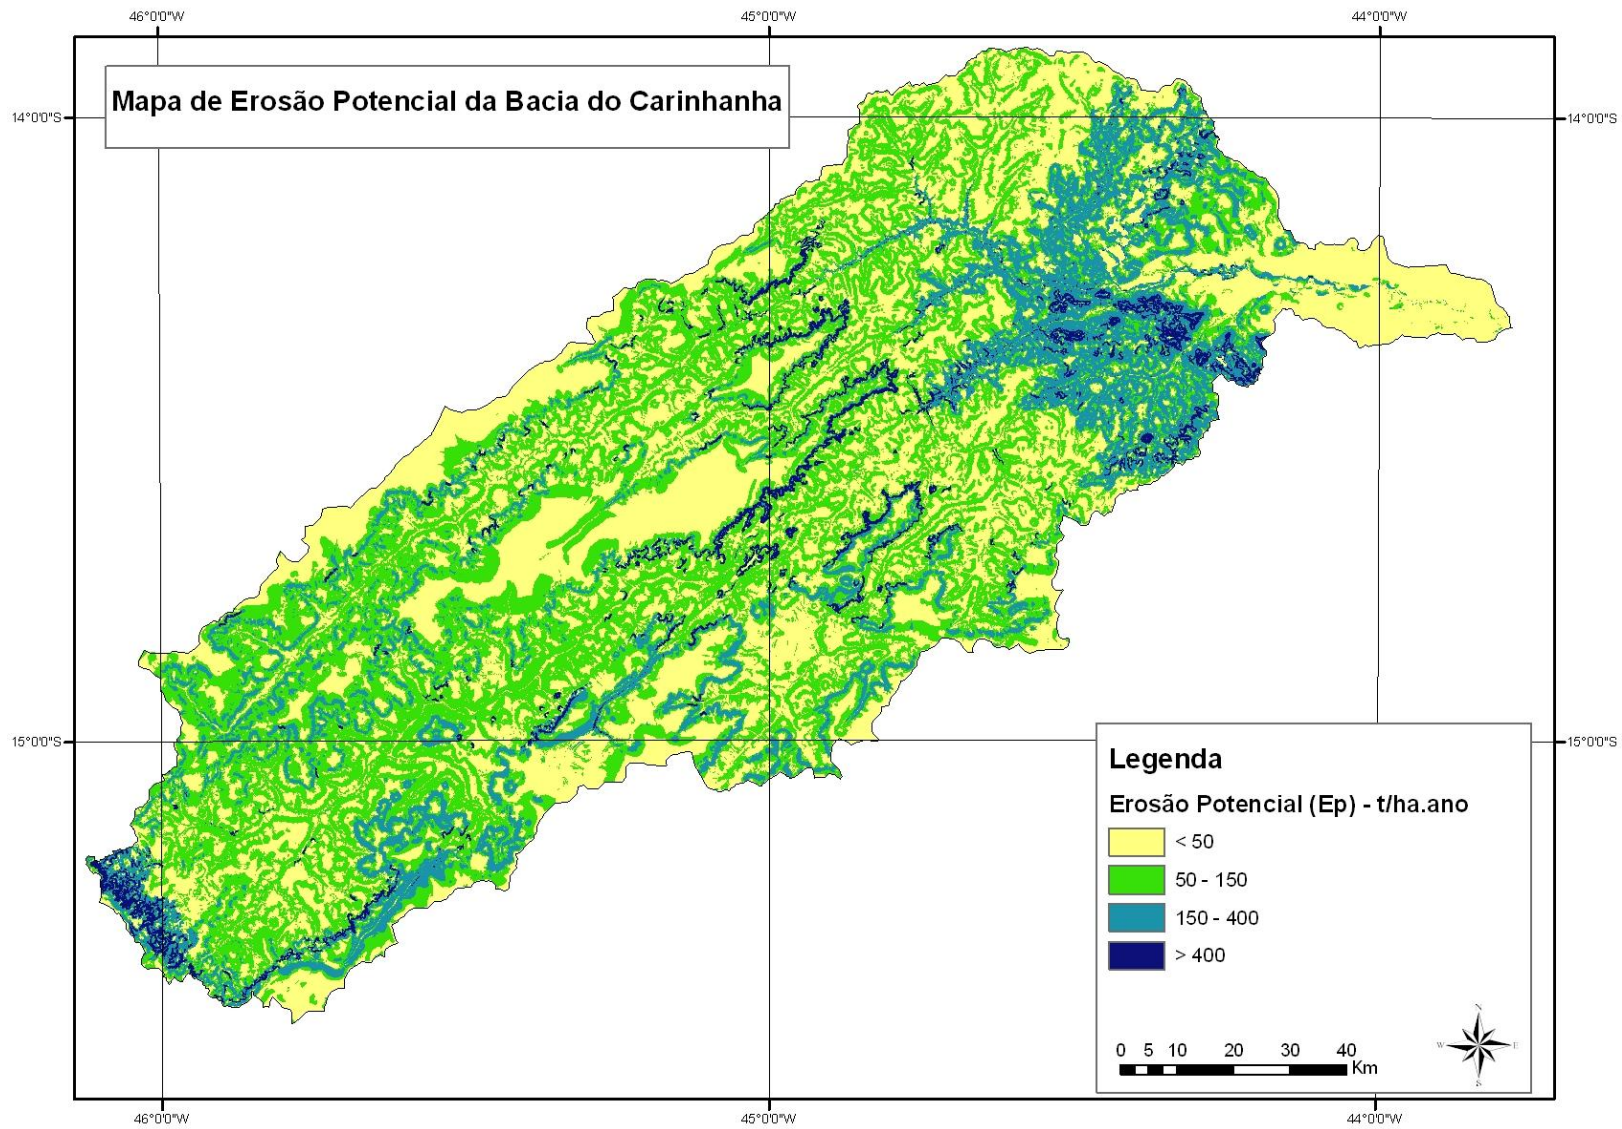 46°0'0"W 45°0'0"W 44°0'0"W
Mapa de Erosão Potencial da Bacia do Carinhanha
14°0'0"S 14°0'0"S
15°0'0"S 15°0'0"S
Legenda
Erosão Potencial (Ep) - t/ha.ano
< 50
50 - 150
150 - 400
> 400
N
W E
S
0 5 10 20 30 40
Km
46°0'0"W 45°0'0"W 44°0'0"W